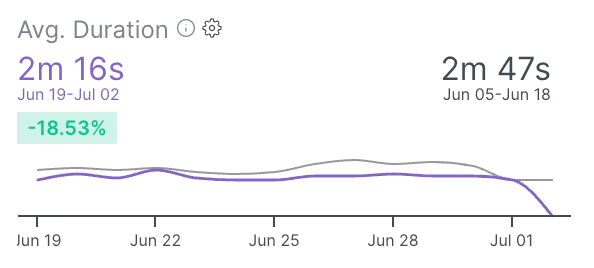 Avg. Duration
2m 16s
Jun 19-Jul 02
2m 47s
Jun 05-Jun 18
-18.53%
Jun 19
Jun 22
Jun 25
Jun 28
Jul 01